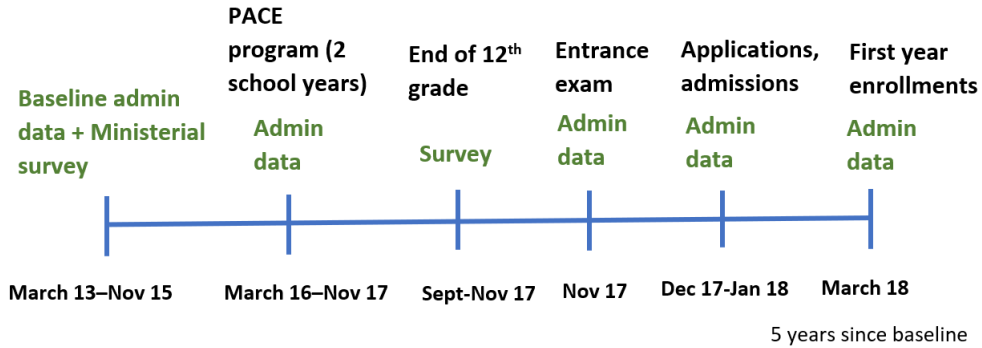 PACE
program (2
school years)
End of 12th
grade
Entrance
exam
Applications,
admissions
First year
enrollments
Baseline admin
data + Ministerial
survey
Admin
data
Survey
Admin
data
Admin
data
Admin
data
March 13–Nov 15
March 16–Nov 17
Sept-Nov 17
Nov 17
Dec 17-Jan 18
March 18
5 years since baseline